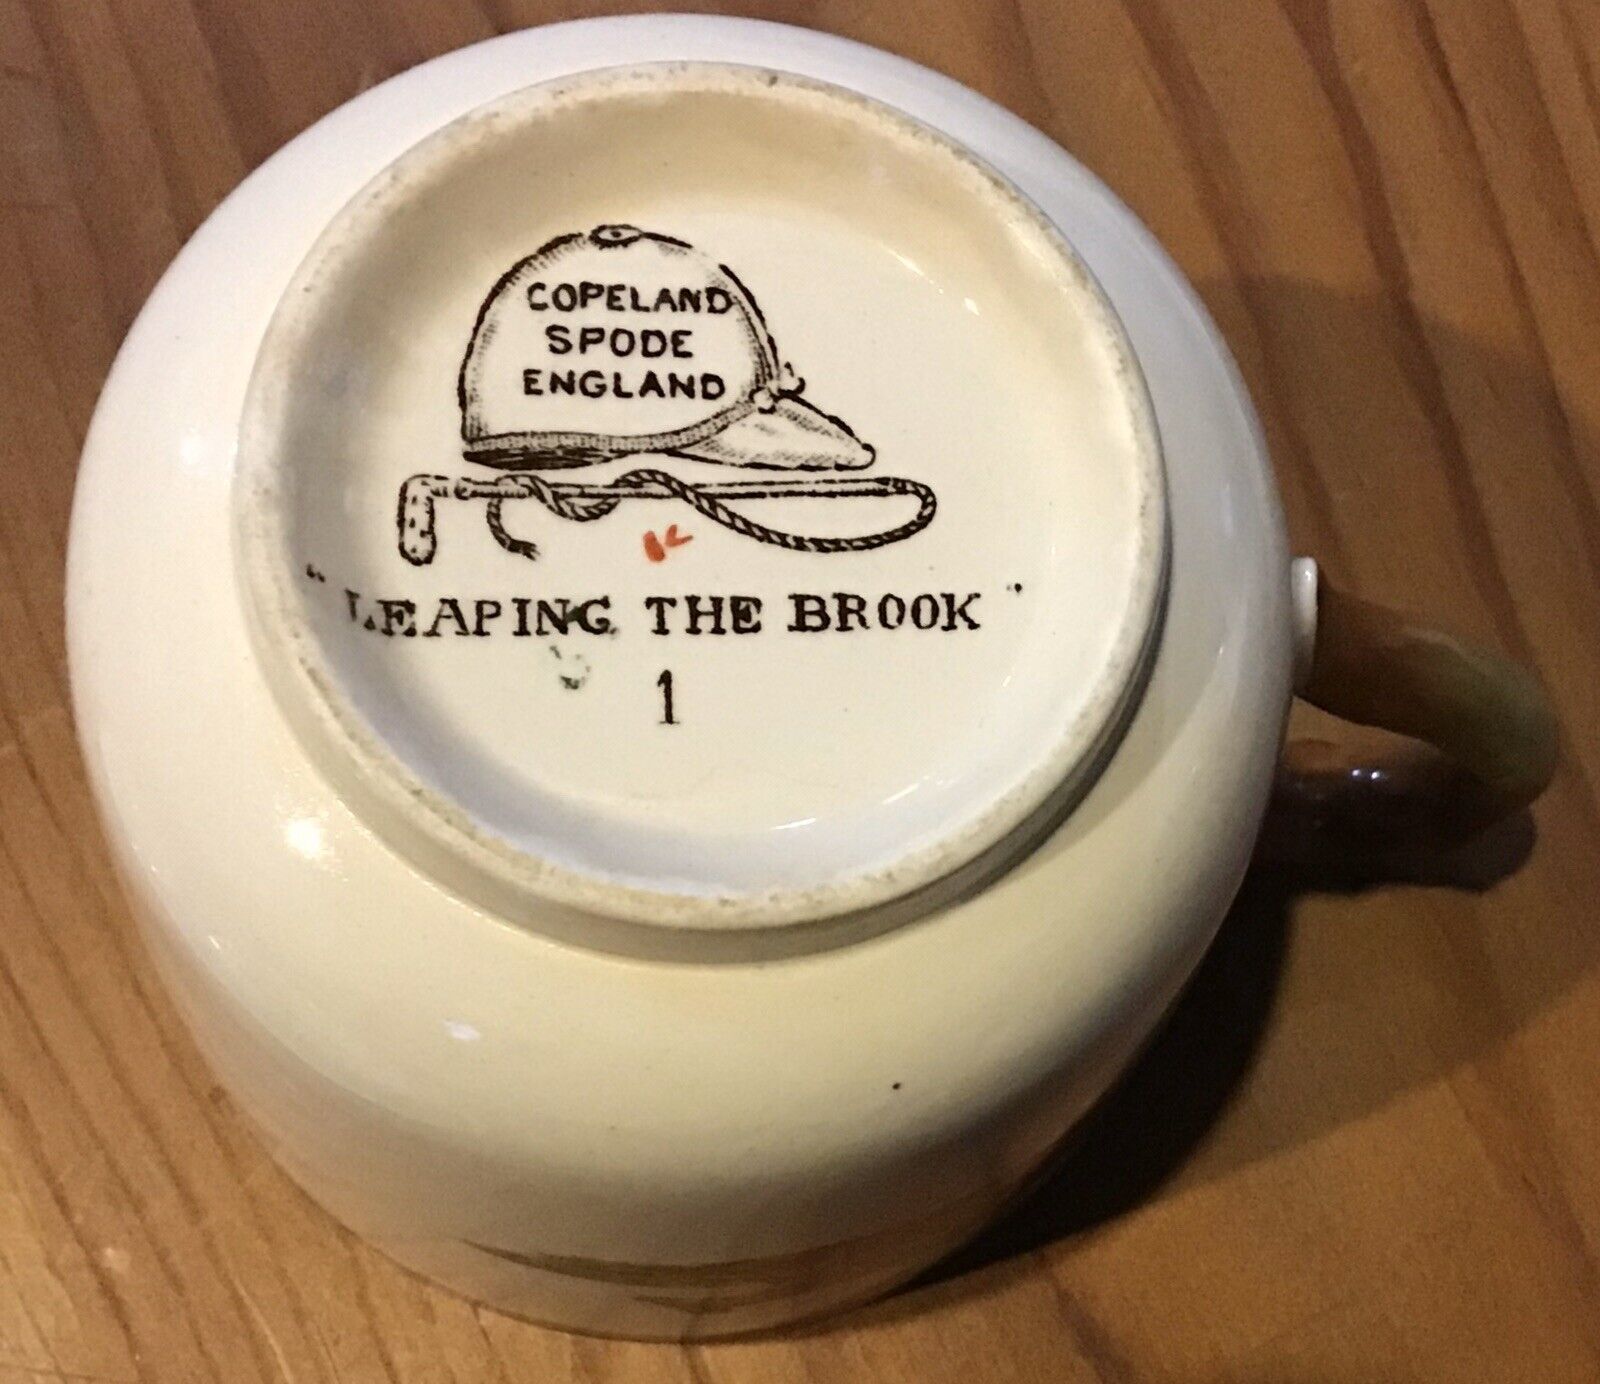 COPELAND
SPODE
ENGLAND
"LEAPING THE BROOK"
1